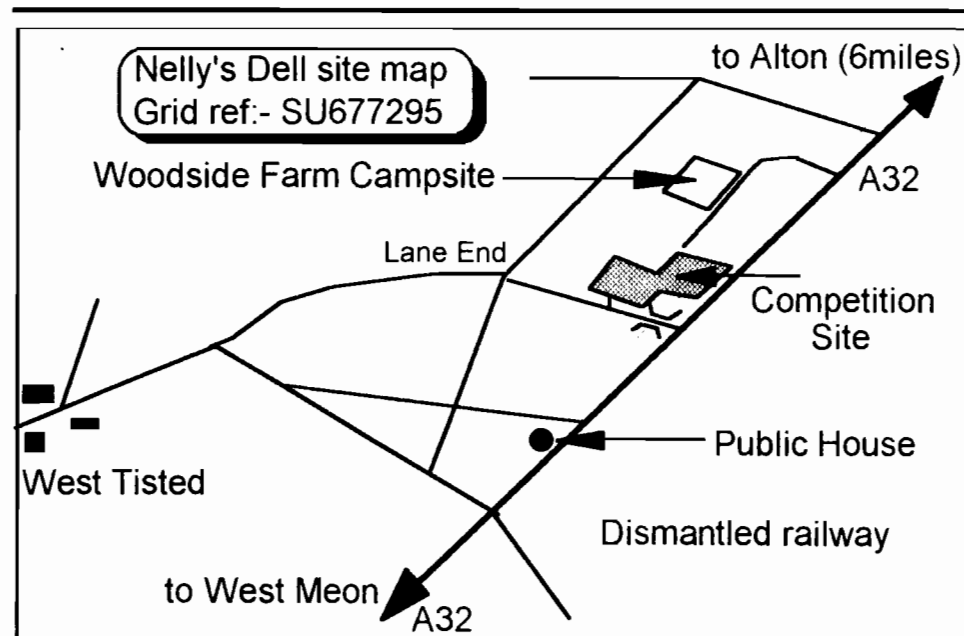 to Alton (6miles)
Nelly's Dell site map
Grid ref:- SU677295
Woodside Farm Campsite
A32
Lane End
Competition
Site
Public House
West Tisted
Dismantled railway
to West Meon
A32